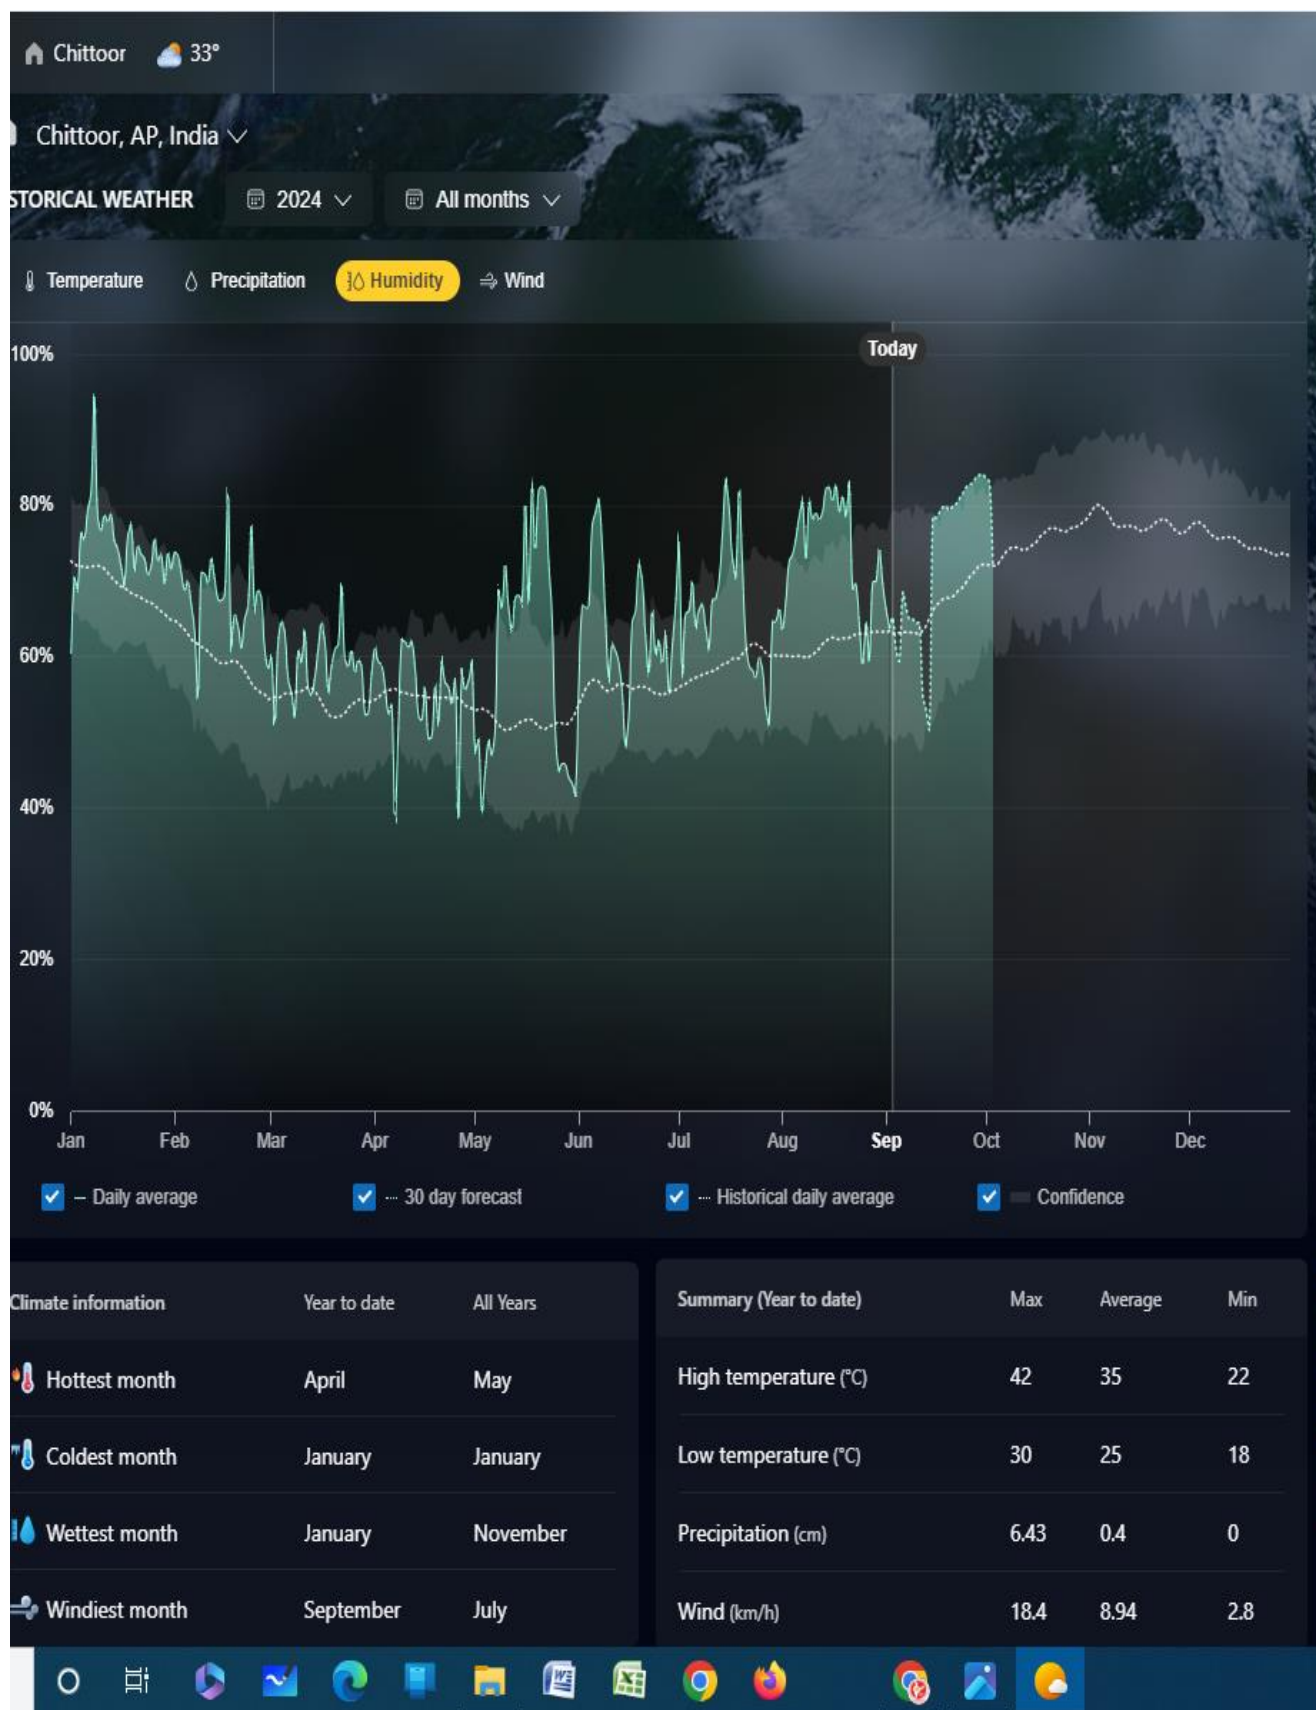 Chittoor 33°
Chittoor, AP, India
STORICAL WEATHER 2024 All months
Temperature Precipitation Humidity Wind
Today
100%
80%
60%
40%
20%
0%
Jan Feb Mar Apr May Jun Jul Aug Sep Oct Nov Dec
Daily average 30 day forecast Historical daily average Confidence
Climate information Year to date All Years
Hottest month April May
Coldest month January January
Wettest month January November
Windiest month September July
Summary (Year to date) Max Average Min
High temperature (°C) 42 35 22
Low temperature (°C) 30 25 18
Precipitation (cm) 6.43 0.4 0
Wind (km/h) 18.4 8.94 2.8